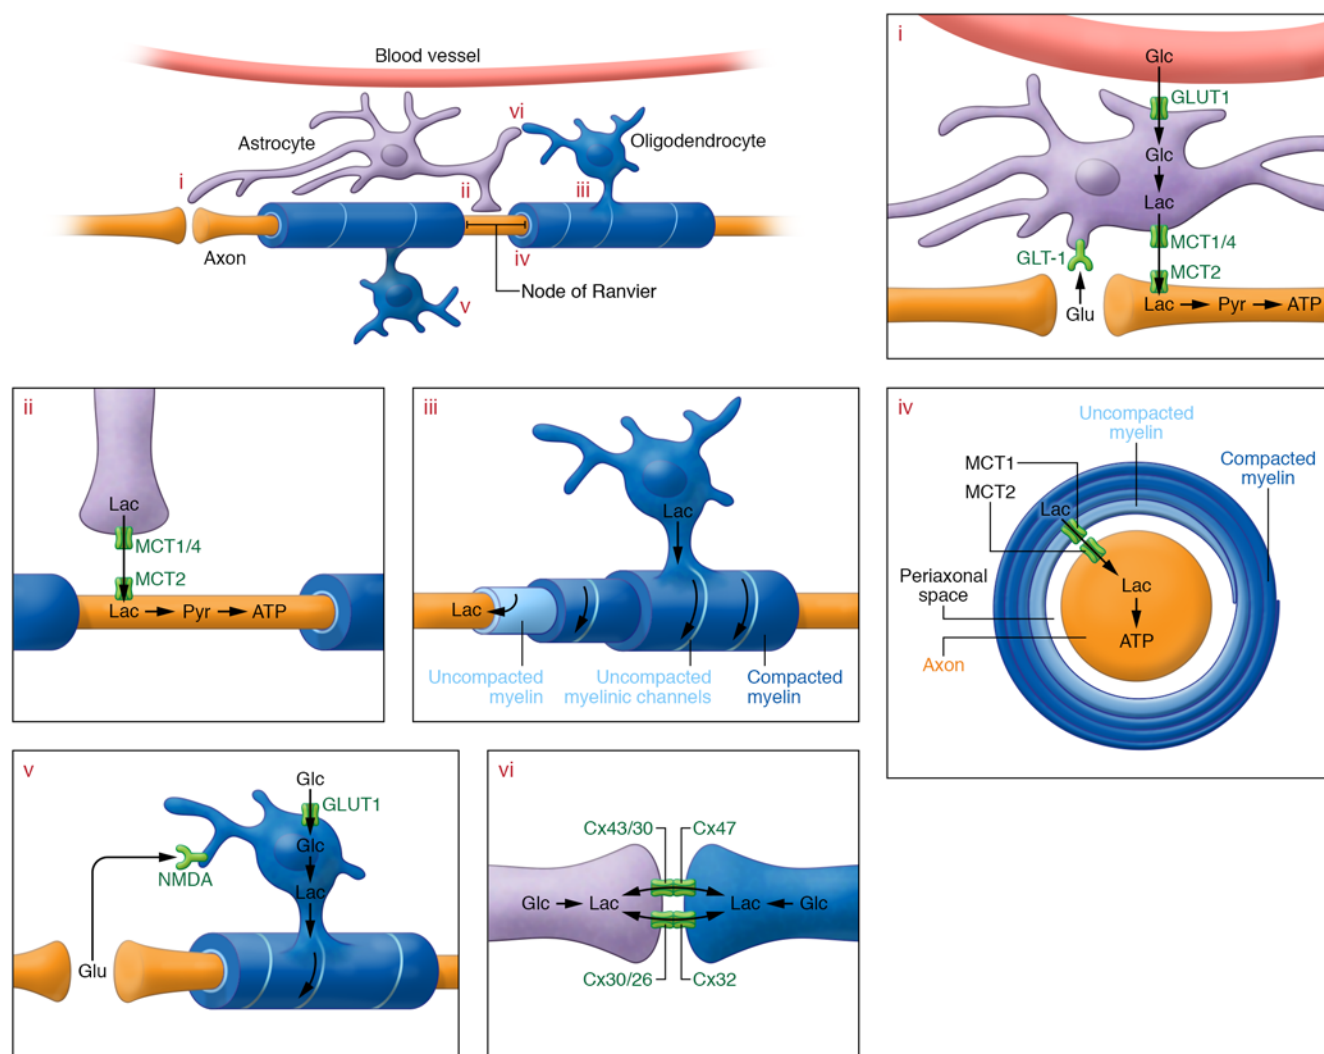 Blood vessel
Astrocyte
vi
Oligodendrocyte
i
ii
iii
Axon
iv
Node of Ranvier
v
i
Glc
GLUT1
Glc
Lac
MCT1/4
GLT-1
MCT2
Glu
Lac
Pyr
ATP
ii
Lac
MCT1/4
MCT2
Lac
Pyr
ATP
iii
Lac
Lac
Uncompacted
myelin
Uncompacted
myelinic channels
Compacted
myelin
iv
Uncompacted
myelin
MCT1
Compacted
myelin
MCT2
Lac
Periaxonal
space
Lac
Axon
ATP
v
Glc
GLUT1
Glc
NMDA
Lac
Glu
vi
Cx43/30
Cx47
Glc
Lac
Lac
Glc
Cx30/26
Cx32